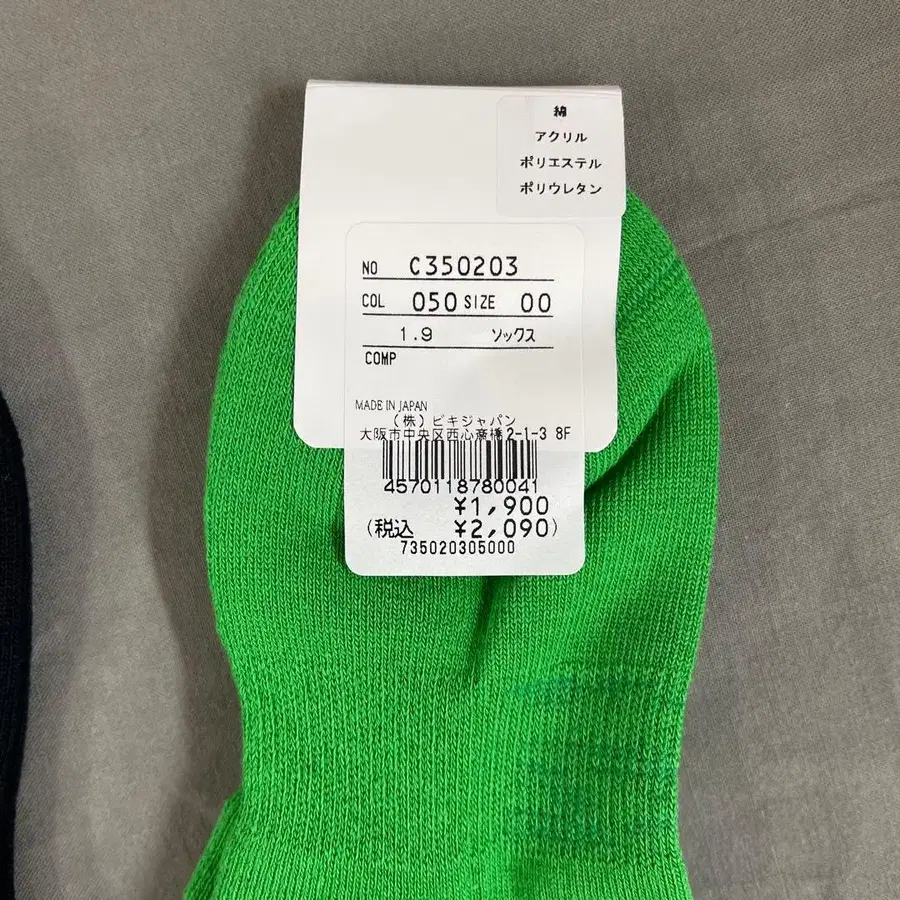 綿
アクリル
ポリエステル
ポリウレタン
NO C350203
COL 050 SIZE 00
1.9 ソックス
COMP
MADE IN JAPAN
(株)ビキジャパン
大阪市中央区西心斎橋2-1-3 8F
4570118780041
¥1,900
(税込 ¥2,090)
735020305000